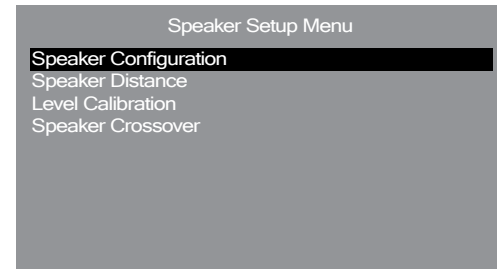 Speaker Setup Menu
Speaker Configuration
Speaker Distance
Level Calibration
Speaker Crossover